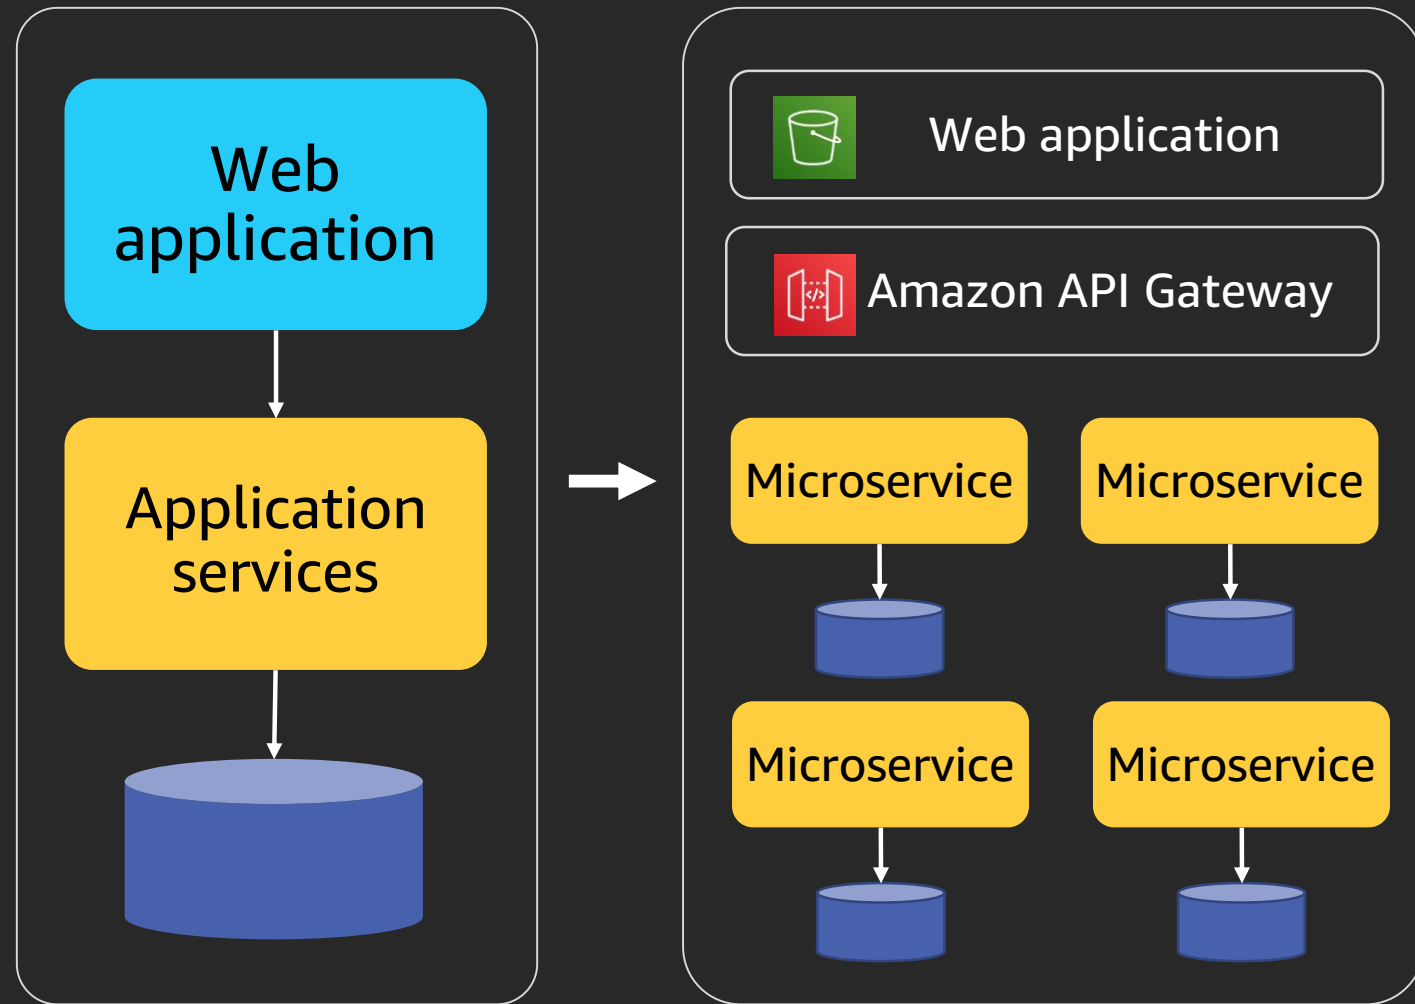 Web
application
Application
services
Web application
</>
Amazon API Gateway
Microservice
Microservice
Microservice
Microservice